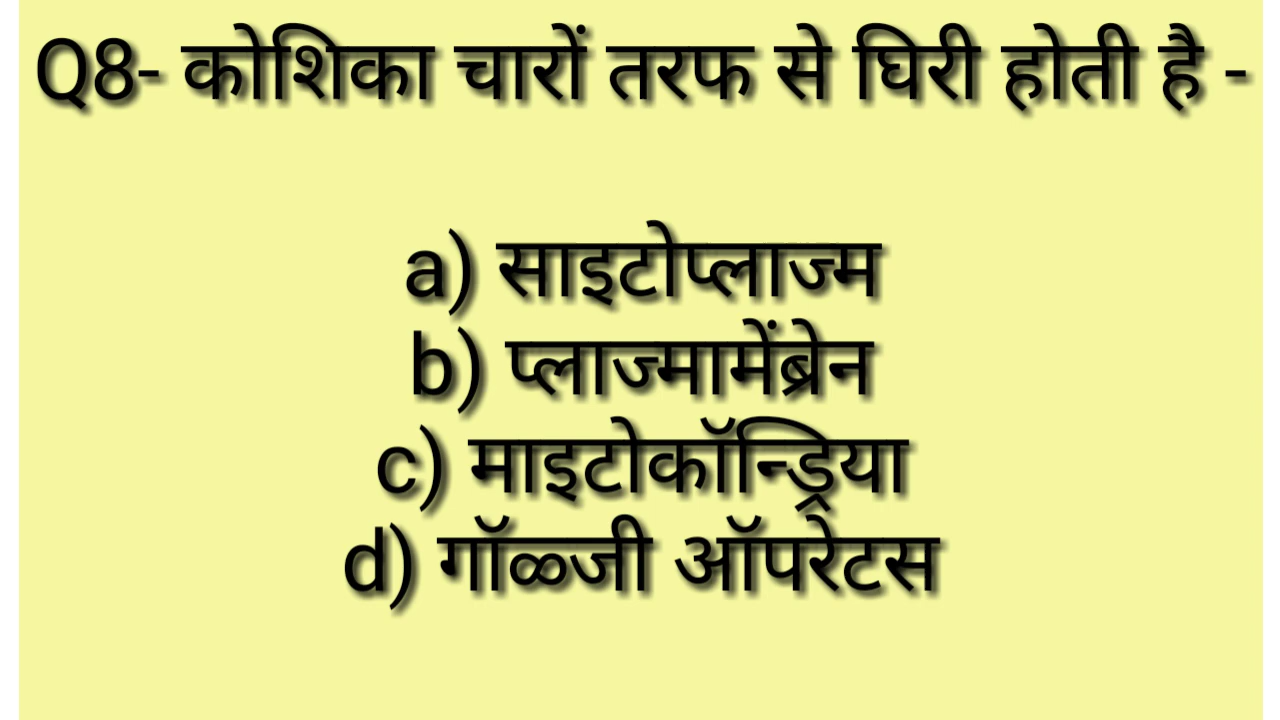 Q8- कोशिका चारों तरफ से घिरी होती है -
a) साइटोप्लाज्म
b) प्लाज्मामेंब्रेन
c) माइटोकॉन्ड्रिया
d) गॉळ्जी ऑपरेटस